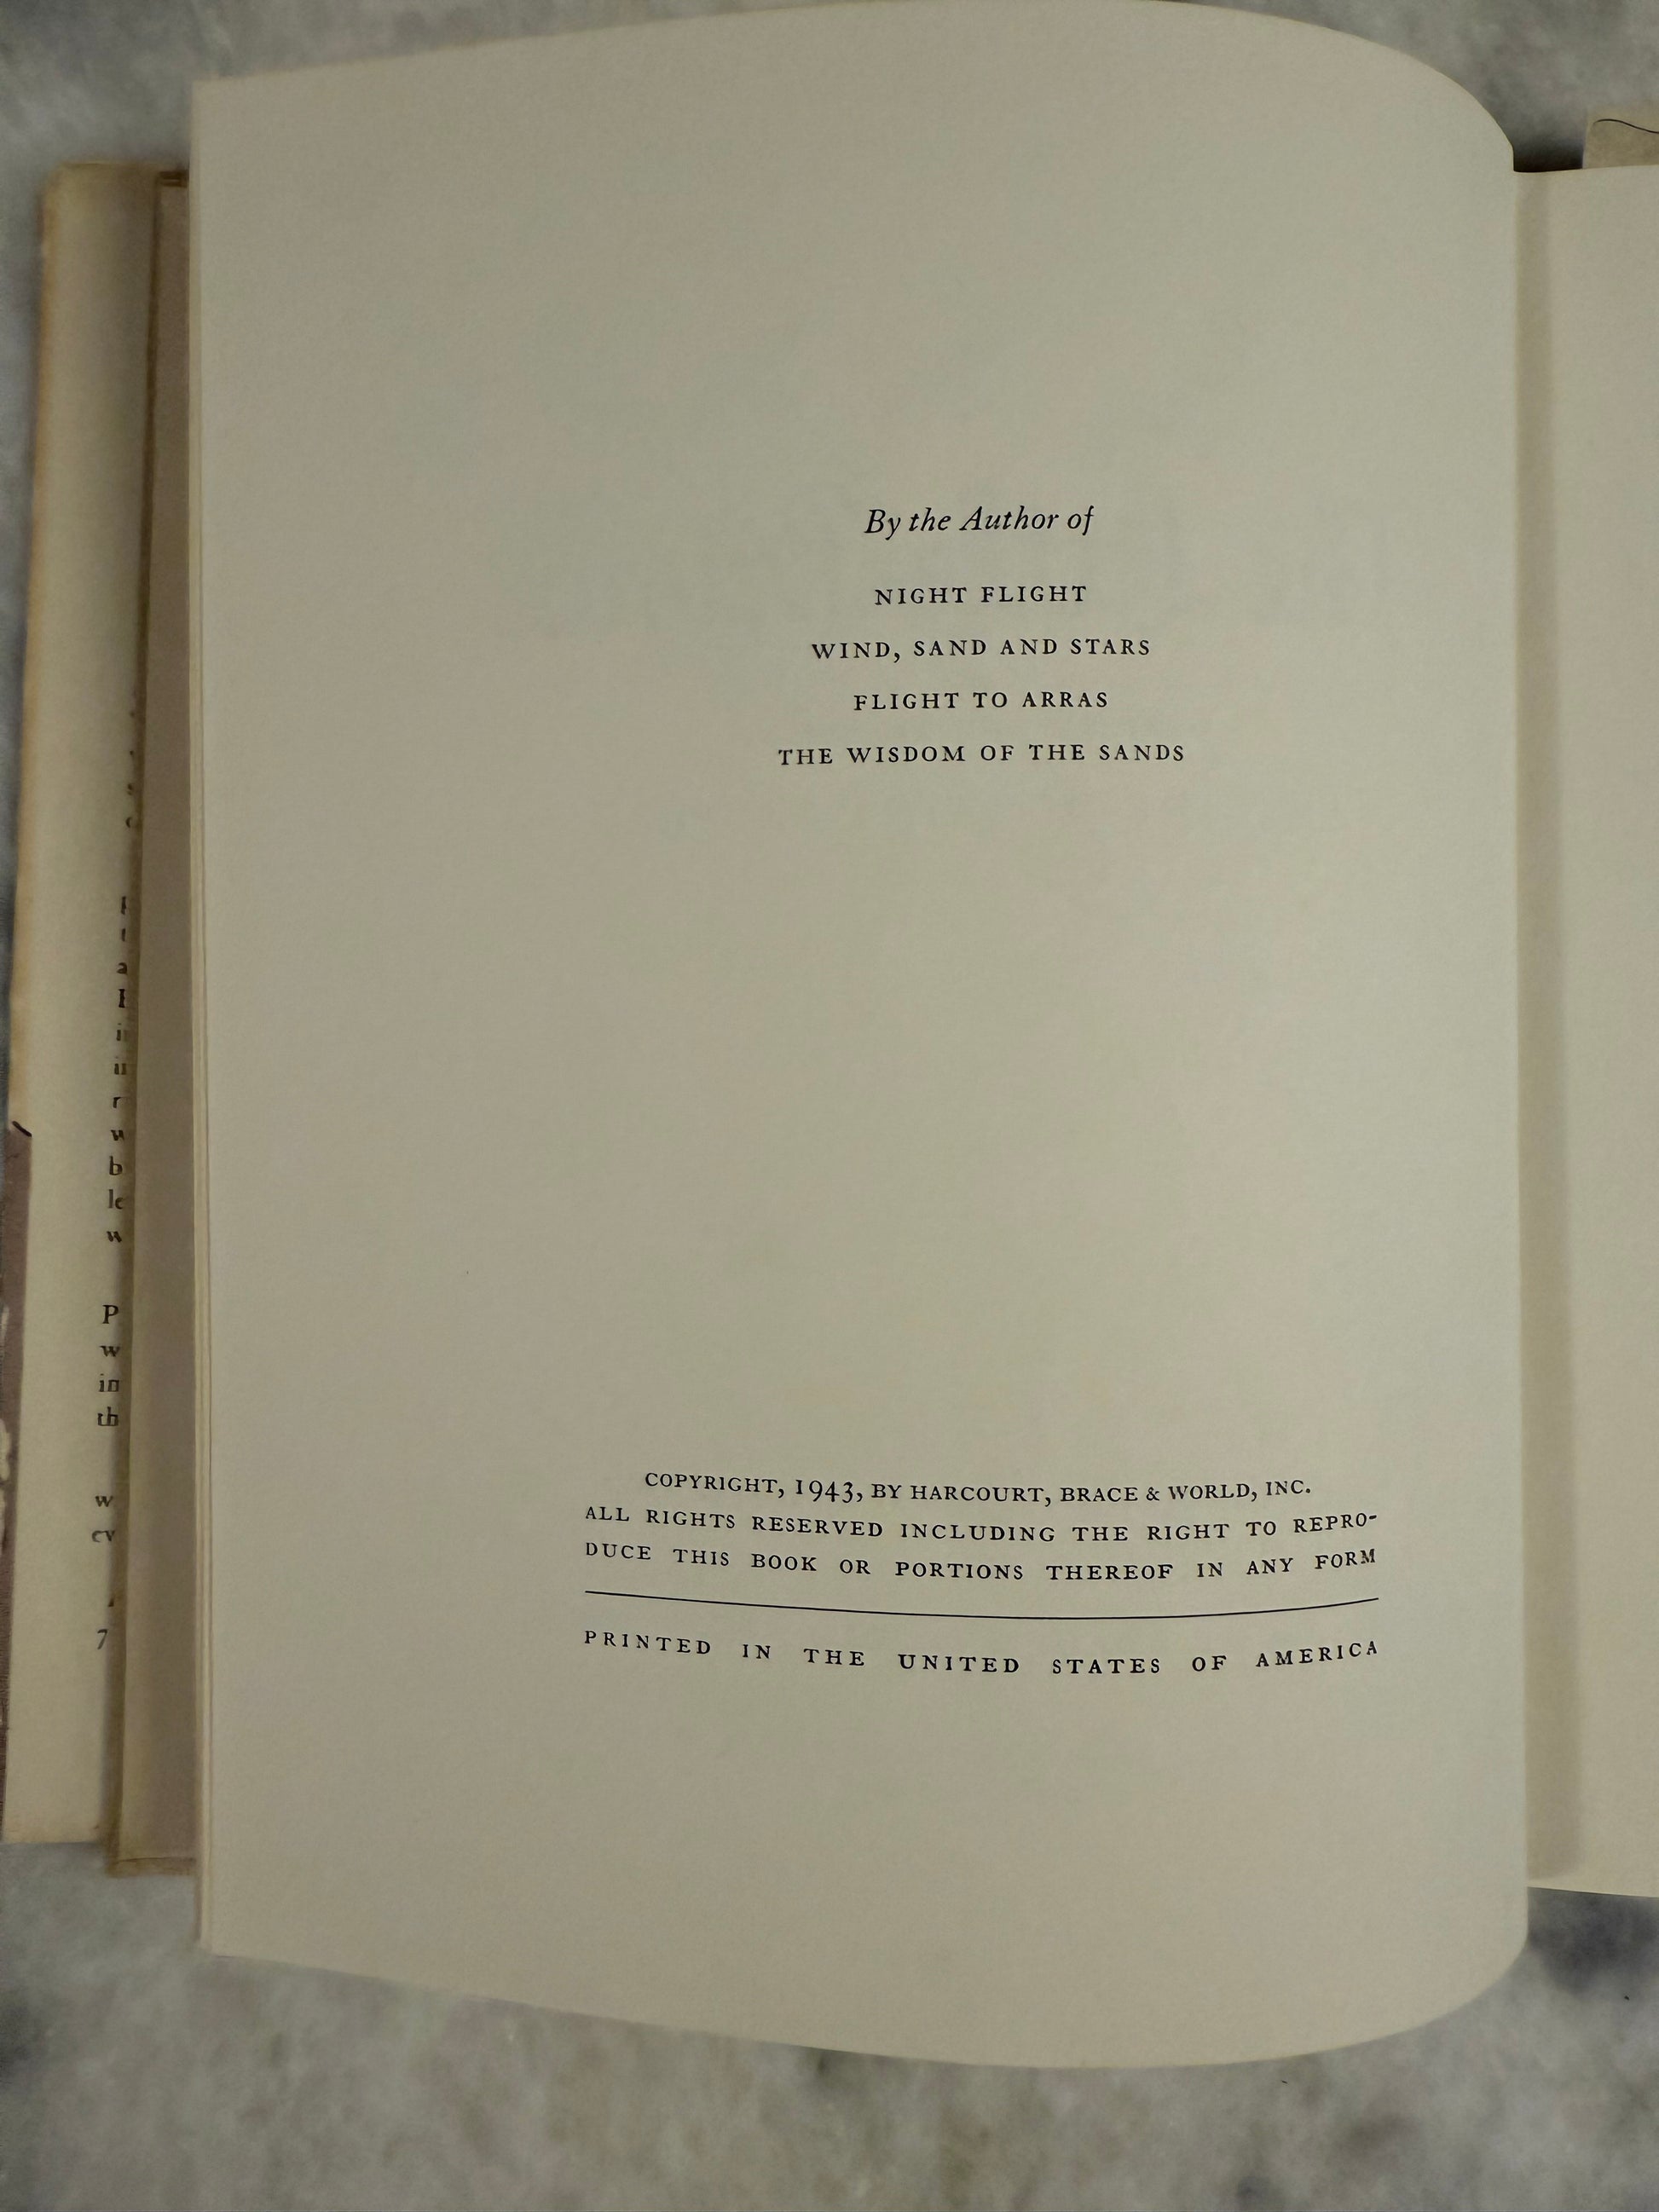 By the Author of
NIGHT FLIGHT
WIND, SAND AND STARS
FLIGHT TO ARRAS
THE WISDOM OF THE SANDS
COPYRIGHT, 1943, BY HARCOURT, BRACE & WORLD, INC.
ALL RIGHTS RESERVED INCLUDING THE RIGHT TO REPRO-
DUCE THIS BOOK OR PORTIONS THEREOF IN ANY FORM
PRINTED IN THE UNITED STATES OF AMERICA